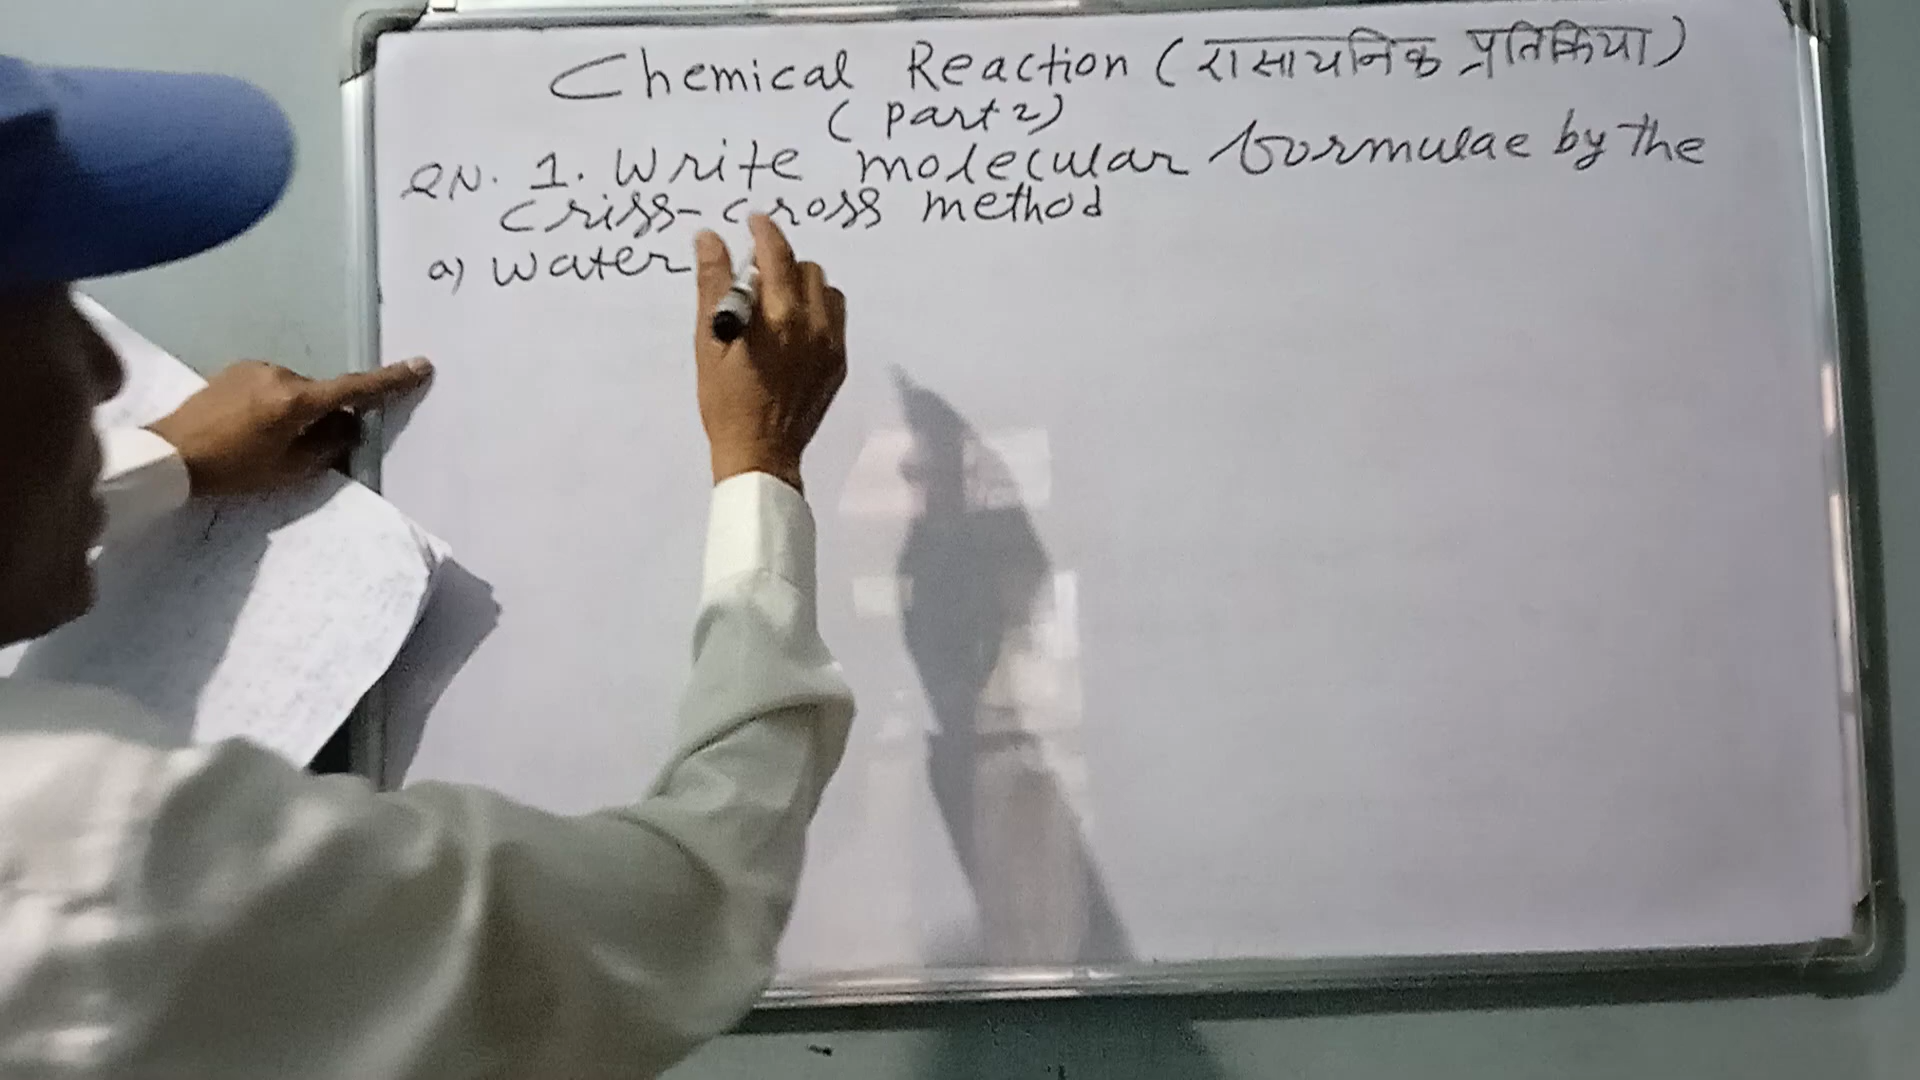 Chemical Reaction (रासायनिक प्रतिक्रिया)
(Part 2)
QN. 1. Write molecular formulae by the
criss-cross method
a) Water